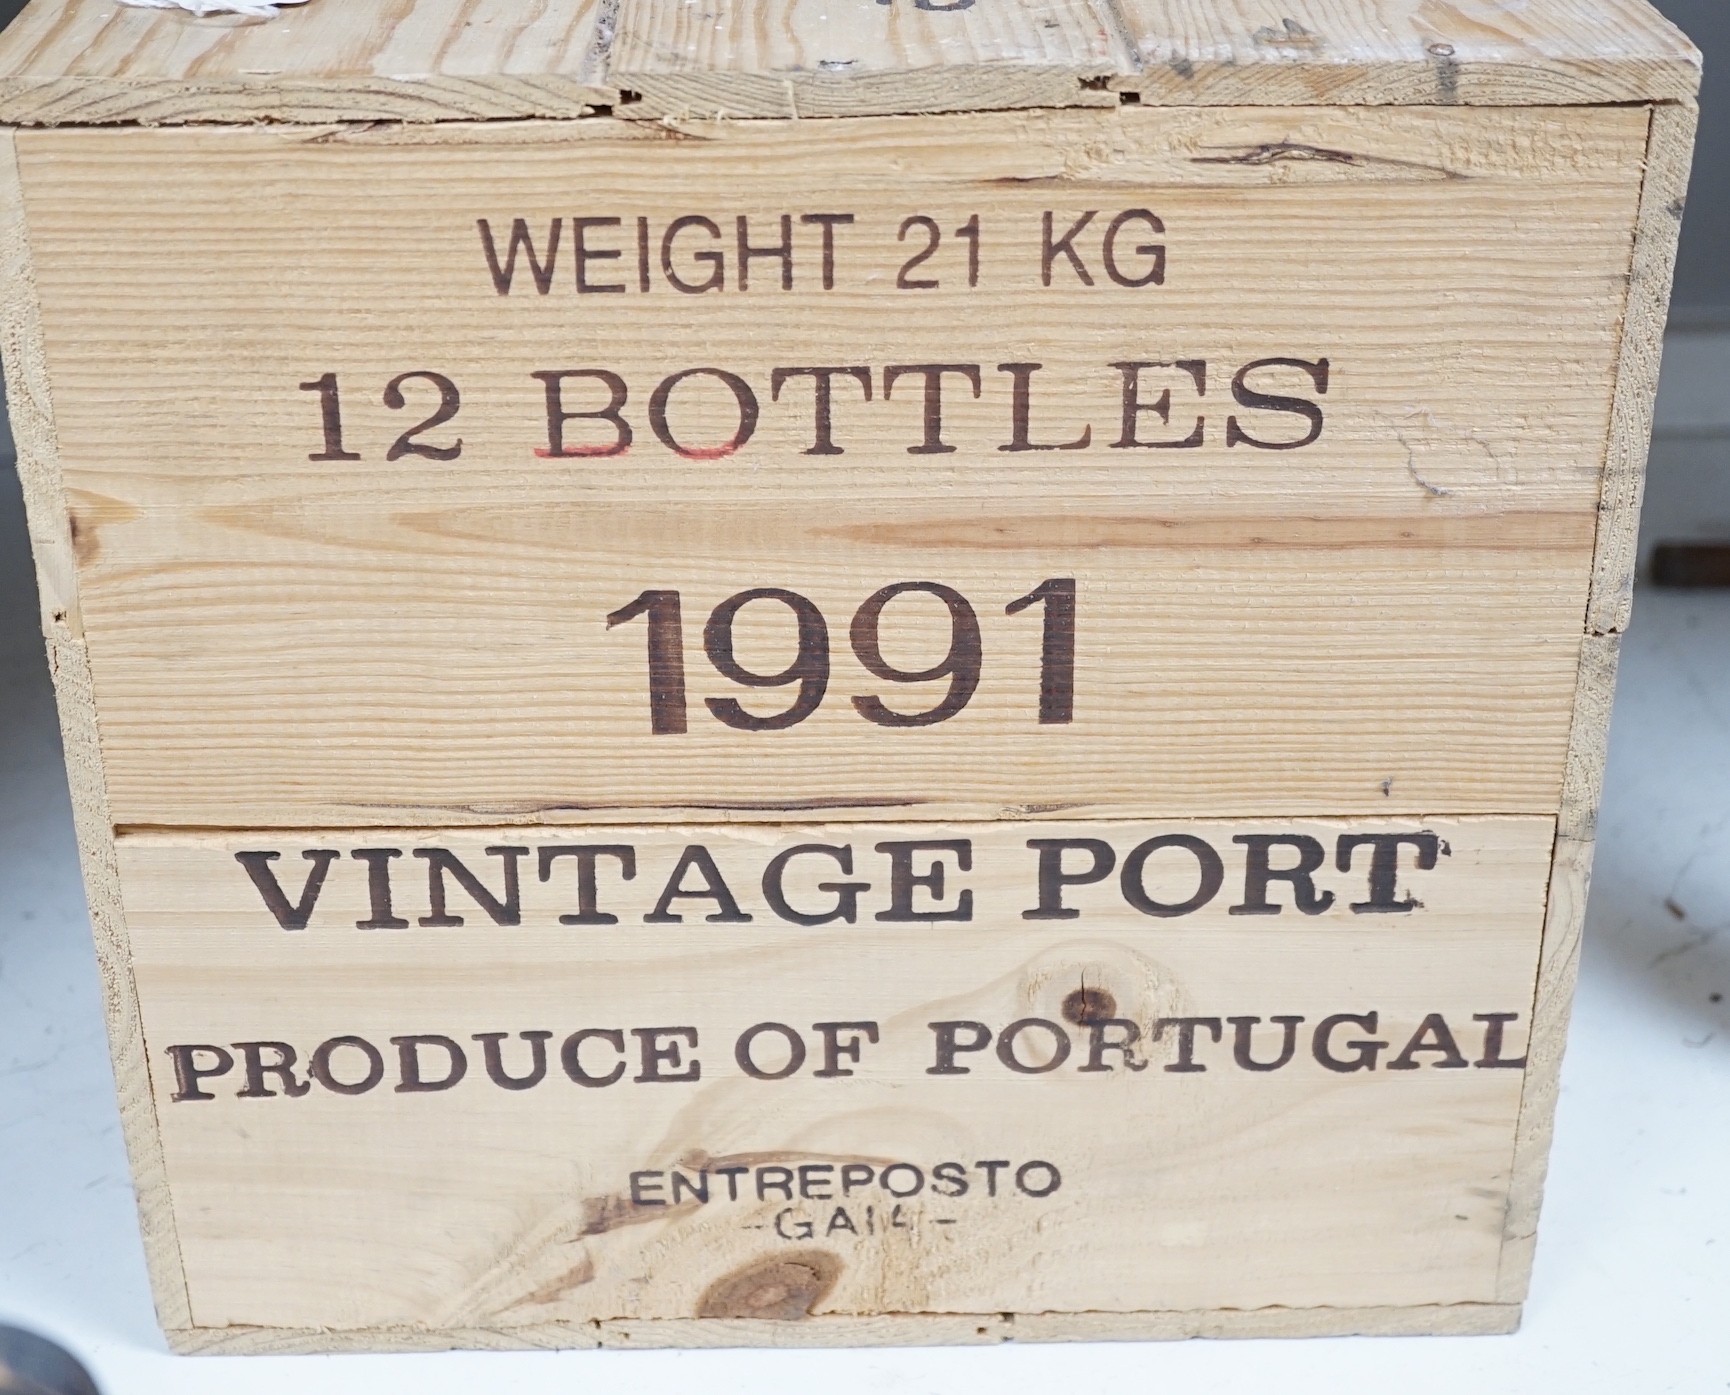 WEIGHT 21 KG
12 BOTTLES
1991
VINTAGE PORT
PRODUCE OF PORTUGAL
ENTREPOSTO